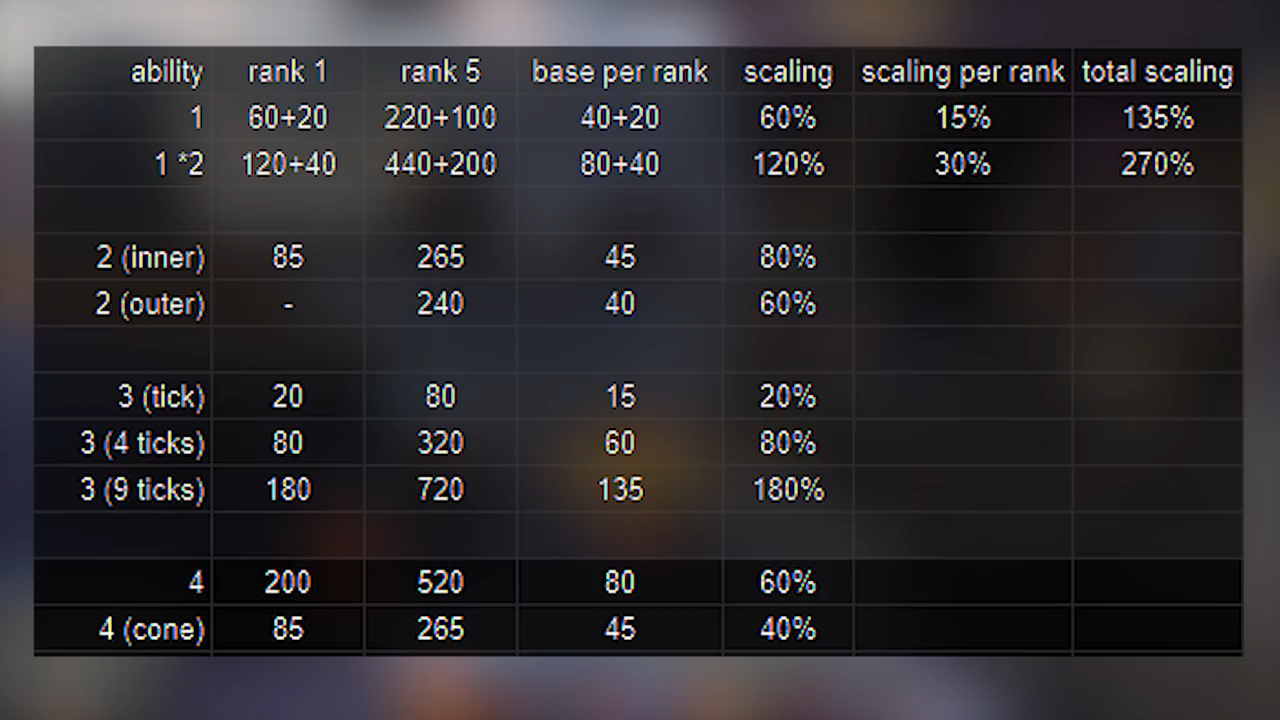 ability rank 1 rank 5 base per rank scaling scaling per rank total scaling
1 60+20 220+100 40+20 60% 15% 135%
1 *2 120+40 440+200 80+40 120% 30% 270%
2 (inner) 85 265 45 80%
2 (outer) - 240 40 60%
3 (tick) 20 80 15 20%
3 (4 ticks) 80 320 60 80%
3 (9 ticks) 180 720 135 180%
4 200 520 80 60%
4 (cone) 85 265 45 40%